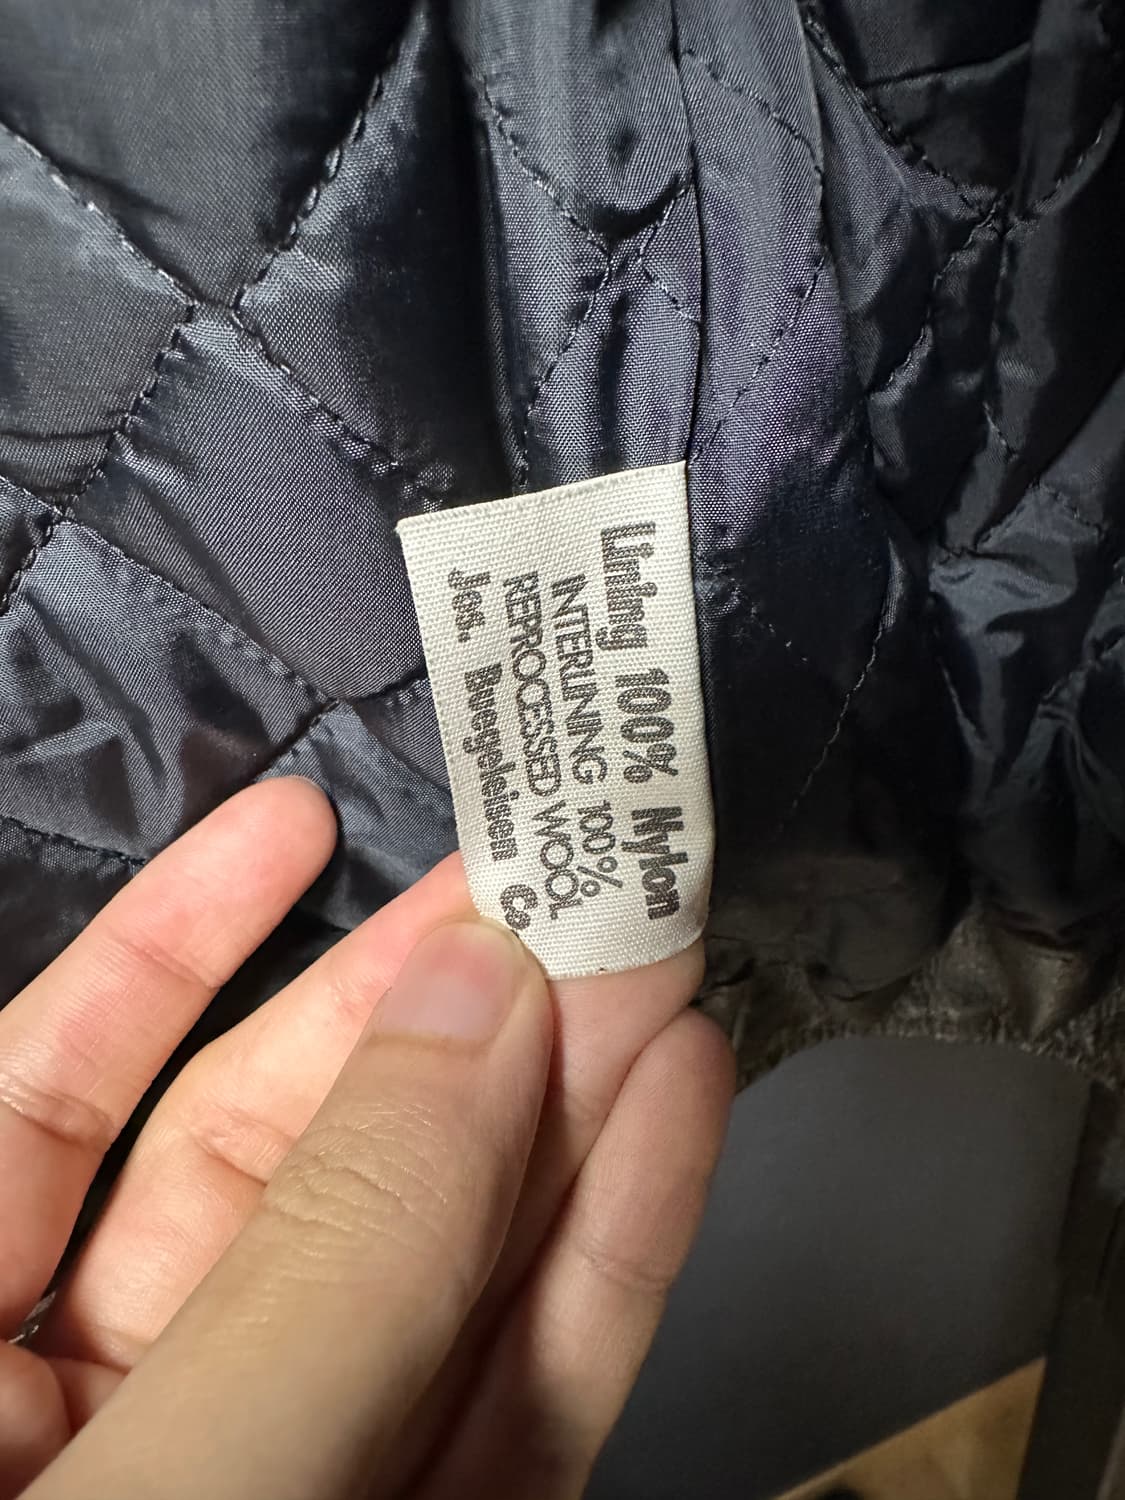 Lining 100% Nylon
INTERLINING 100%
REPROCESSED WOOL
Jos. Buegeleisen Co